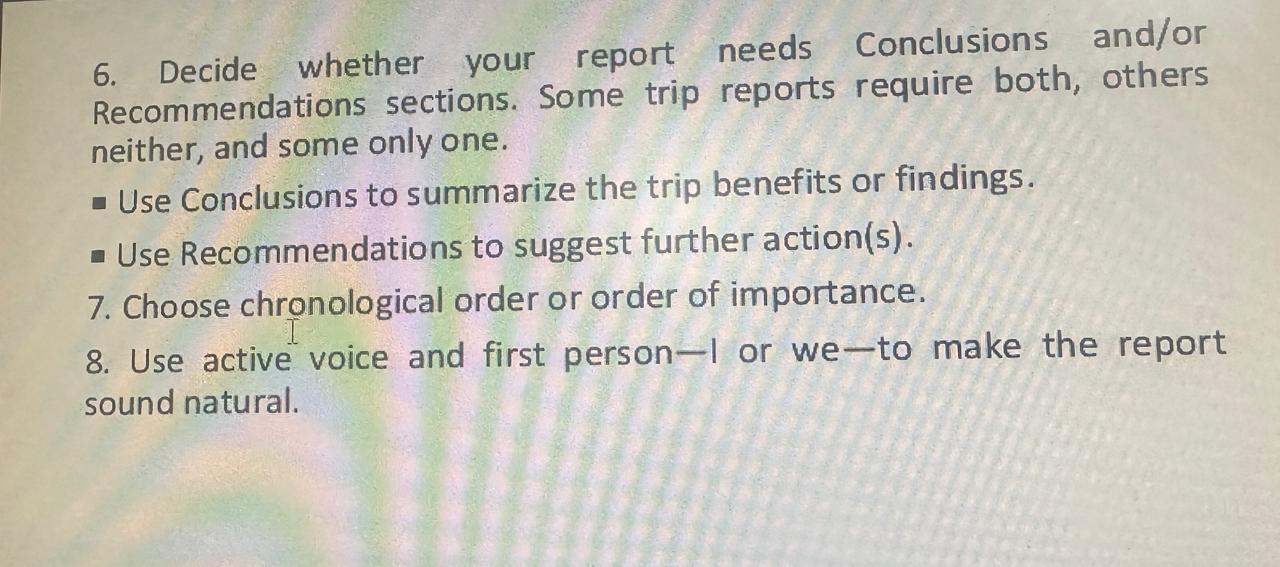 6. Decide whether your report needs Conclusions and/or
Recommendations sections. Some trip reports require both, others
neither, and some only one.
▪ Use Conclusions to summarize the trip benefits or findings.
▪ Use Recommendations to suggest further action(s).
7. Choose chronological order or order of importance.
8. Use active voice and first person—I or we—to make the report
sound natural.